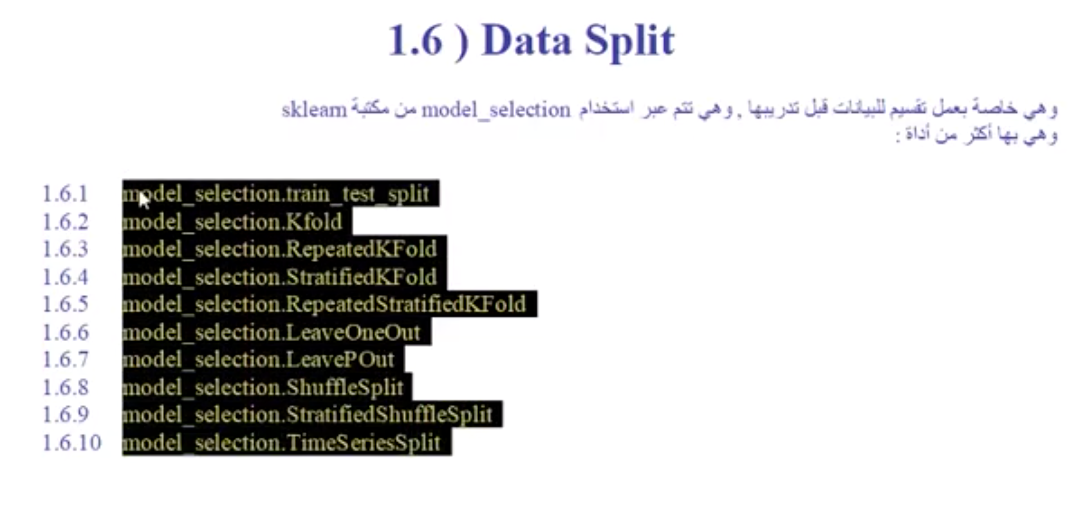 1.6 ) Data Split
وهي خاصة بعمل تقسيم للبيانات قبل تدريبها , وهي تتم عبر استخدام model_selection من مكتبة sklearn
وهي بها أكثر من أداة :
1.6.1 model_selection.train_test_split
1.6.2 model_selection.Kfold
1.6.3 model_selection.RepeatedKFold
1.6.4 model_selection.StratifiedKFold
1.6.5 model_selection.RepeatedStratifiedKFold
1.6.6 model_selection.LeaveOneOut
1.6.7 model_selection.LeavePOut
1.6.8 model_selection.ShuffleSplit
1.6.9 model_selection.StratifiedShuffleSplit
1.6.10 model_selection.TimeSeriesSplit